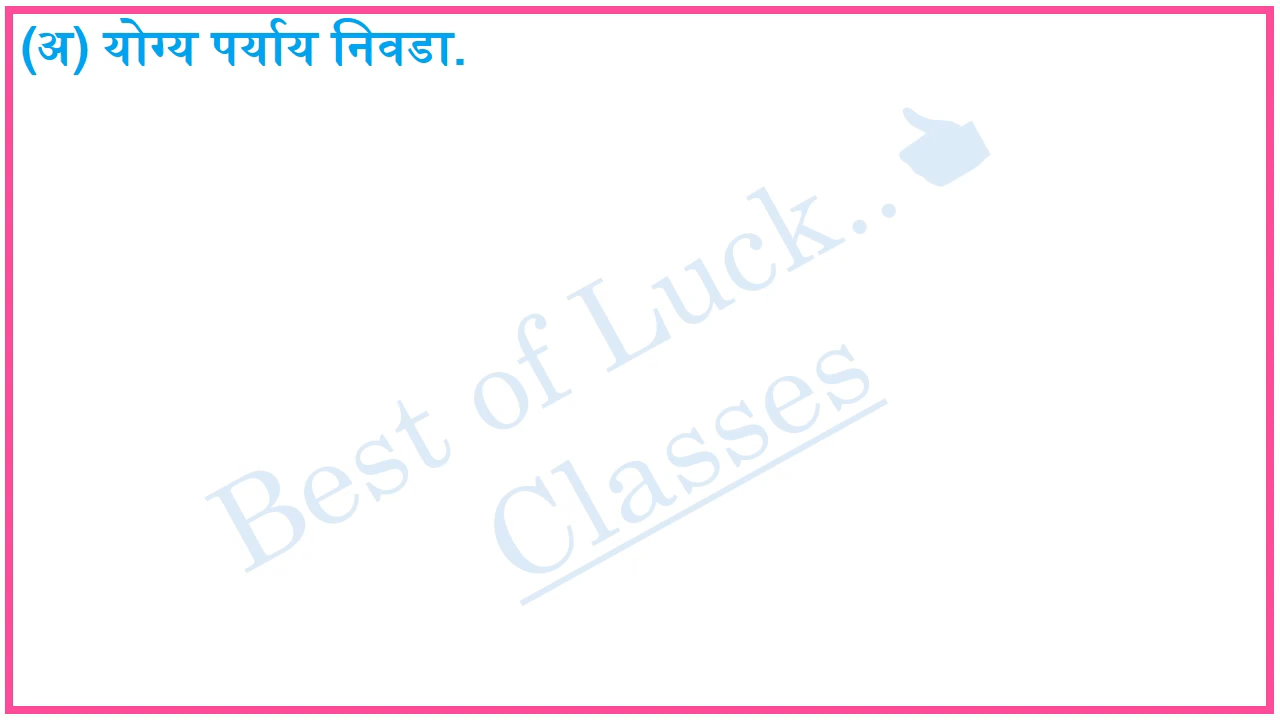 (अ) योग्य पर्याय निवडा.
Best of Luck..
Classes